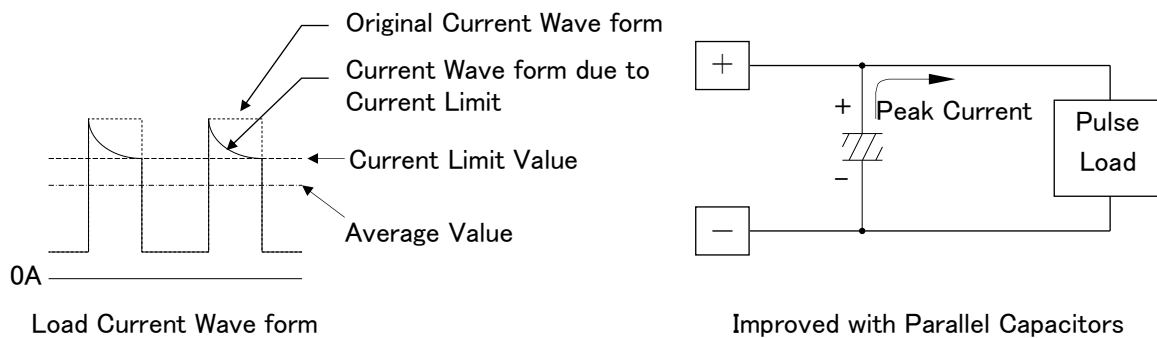 Original Current Wave form
Current Wave form due to
Current Limit
Current Limit Value
Average Value
0A
Load Current Wave form
+
+
Peak Current
Pulse
Load
−
−
Improved with Parallel Capacitors